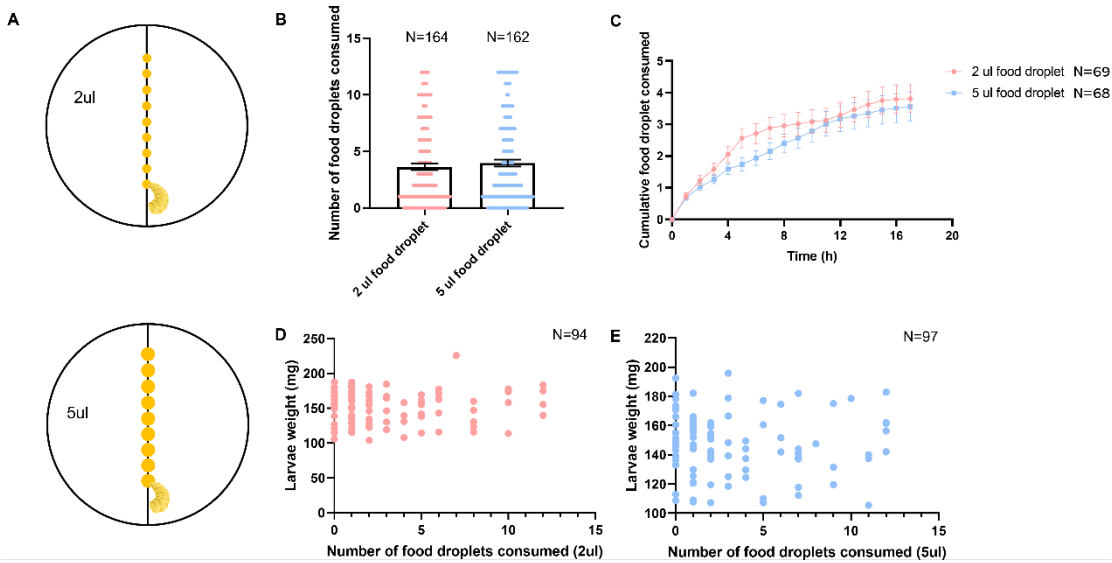 A
2ul
5ul
B
N=164
N=162
Number of food droplets consumed
15
10
5
0
2 ul food droplet
5 ul food droplet
C
Cumulative food droplet consumed
5
4
3
2
1
0
0
4
8
12
16
20
Time (h)
2 ul food droplet N=69
5 ul food droplet N=68
D
N=94
Larvae weight (mg)
250
200
150
100
50
0
0
5
10
15
Number of food droplets consumed (2ul)
E
N=97
Larvae weight (mg)
220
200
180
160
140
120
100
0
5
10
15
Number of food droplets consumed (5ul)